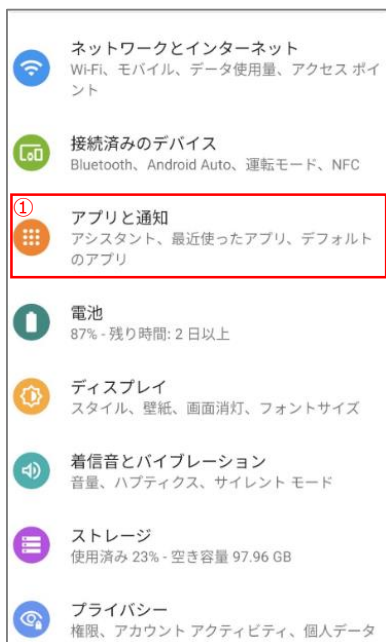 ネットワークとインターネット
Wi-Fi、モバイル、データ使用量、アクセス ポイ
ント
接続済みのデバイス
Bluetooth、Android Auto、運転モード、NFC
①
アプリと通知
アシスタント、最近使ったアプリ、デフォルト
のアプリ
電池
87% - 残り時間: 2 日以上
ディスプレイ
スタイル、壁紙、画面消灯、フォントサイズ
着信音とバイブレーション
音量、ハプティクス、サイレント モード
ストレージ
使用済み 23% - 空き容量 97.96 GB
プライバシー
権限、アカウント アクティビティ、個人データ